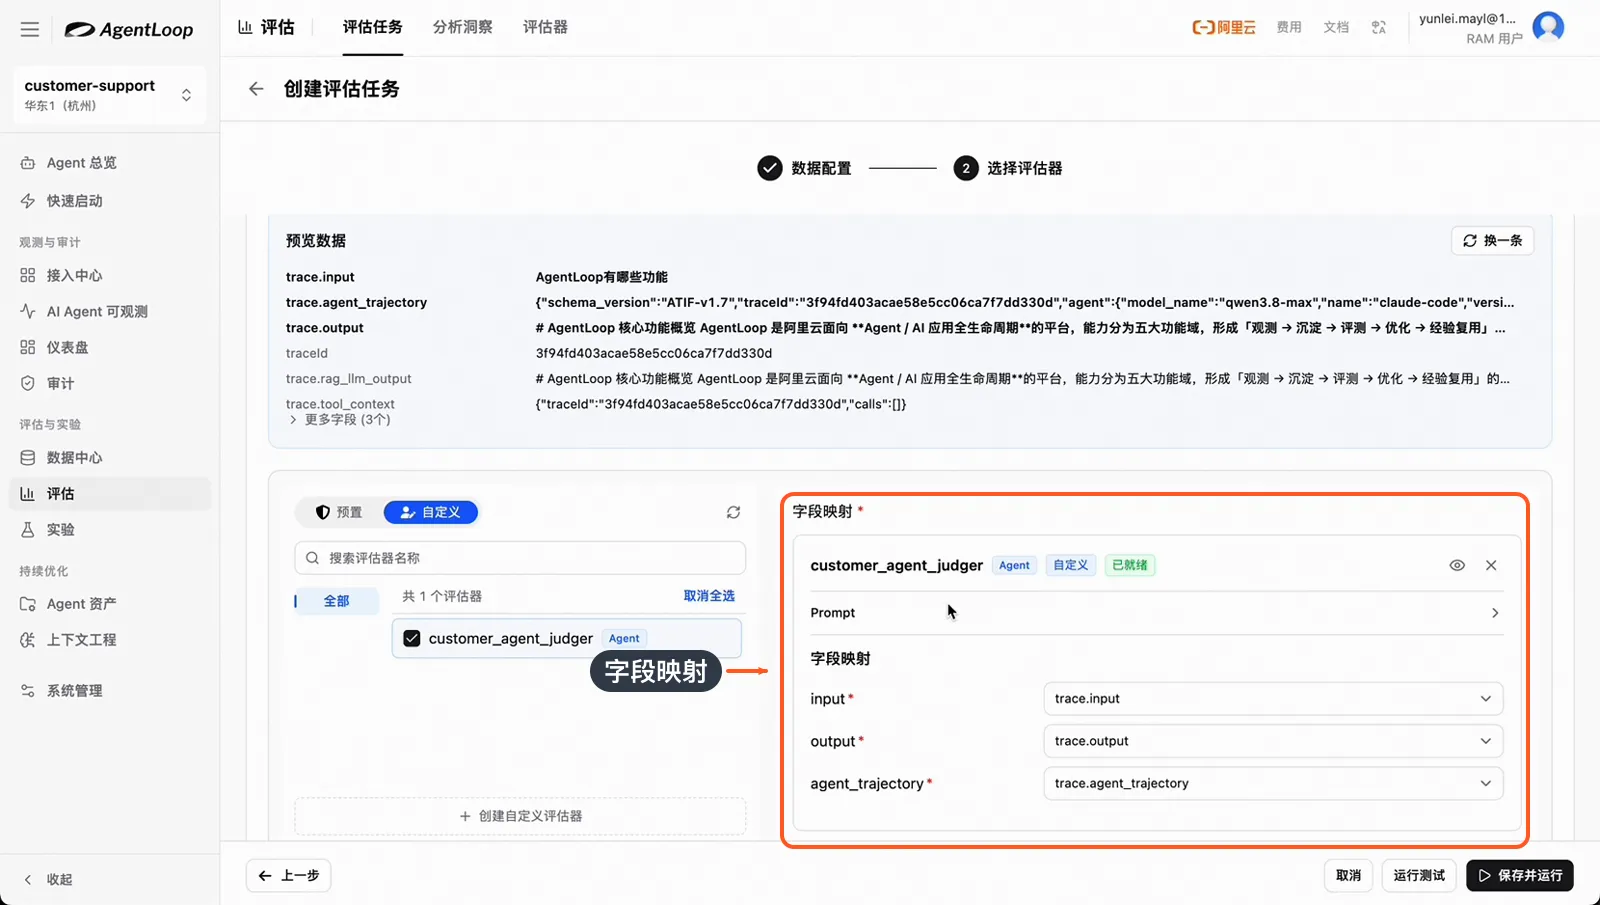 AgentLoop
评估
评估任务
分析洞察
评估器
阿里云
费用
文档
yunlei.mayl@1...
RAM 用户
customer-support
华东1（杭州）
Agent 总览
快速启动
观测与审计
接入中心
AI Agent 可观测
仪表盘
审计
评估与实验
数据中心
评估
实验
持续优化
Agent 资产
上下文工程
系统管理
收起
创建评估任务
数据配置
2 选择评估器
预览数据
换一条
trace.input AgentLoop有哪些功能
trace.agent_trajectory {"schema_version":"ATIF-v1.7","traceId":"3f94fd403acae58e5cc06ca7f7dd330d","agent":{"model_name":"qwen3.8-max","name":"claude-code","versi...
trace.output # AgentLoop 核心功能概览 AgentLoop 是阿里云面向 **Agent / AI 应用全生命周期**的平台，能力分为五大功能域，形成「观测 → 沉淀 → 评测 → 优化 → 经验复用」...
traceId 3f94fd403acae58e5cc06ca7f7dd330d
trace.rag_llm_output # AgentLoop 核心功能概览 AgentLoop 是阿里云面向 **Agent / AI 应用全生命周期**的平台，能力分为五大功能域，形成「观测 → 沉淀 → 评测 → 优化 → 经验复用」的...
trace.tool_context {"traceId":"3f94fd403acae58e5cc06ca7f7dd330d","calls":[]}
更多字段 (3个)
预置
自定义
搜索评估器名称
全部
共 1 个评估器
取消全选
customer_agent_judger Agent
字段映射
+ 创建自定义评估器
字段映射 *
customer_agent_judger Agent 自定义 已就绪
Prompt
字段映射
input * trace.input
output * trace.output
agent_trajectory * trace.agent_trajectory
上一步
取消
运行测试
保存并运行